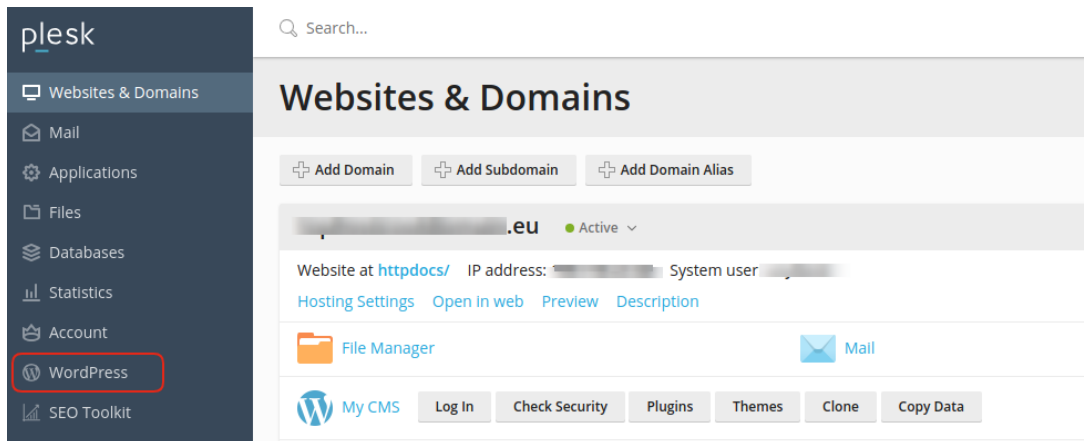 plesk
Search...
Websites & Domains
Mail
Applications
Files
Databases
Statistics
Account
WordPress
SEO Toolkit
Websites & Domains
Add Domain Add Subdomain Add Domain Alias
.eu Active
Website at httpdocs/ IP address: System user
Hosting Settings Open in web Preview Description
File Manager Mail
My CMS Log In Check Security Plugins Themes Clone Copy Data